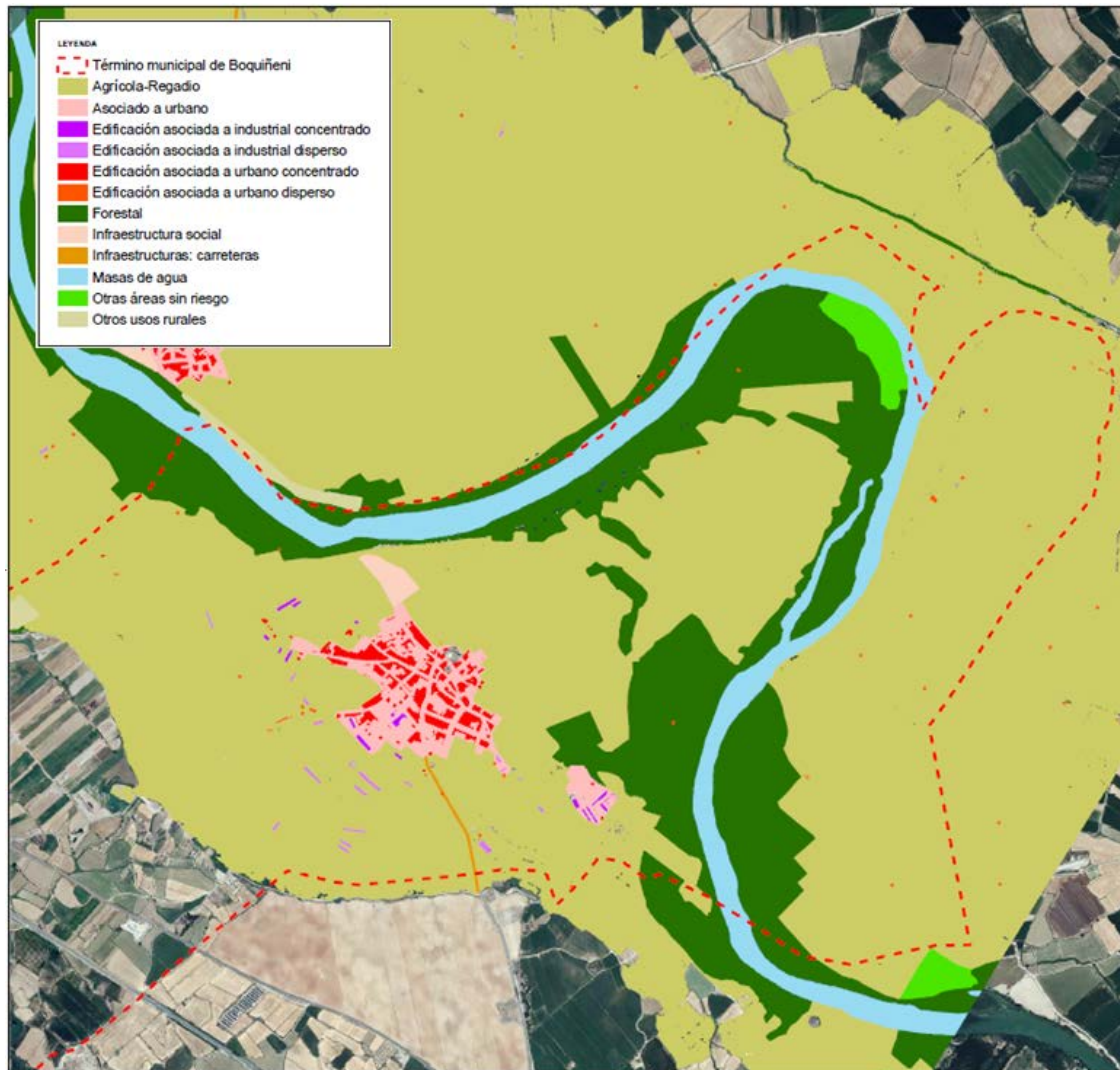 LEYENDA
Término municipal de Boquiñeni
Agrícola-Regadio
Asociado a urbano
Edificación asociada a industrial concentrado
Edificación asociada a industrial disperso
Edificación asociada a urbano concentrado
Edificación asociada a urbano disperso
Forestal
Infraestructura social
Infraestructuras: carreteras
Masas de agua
Otras áreas sin riesgo
Otros usos rurales